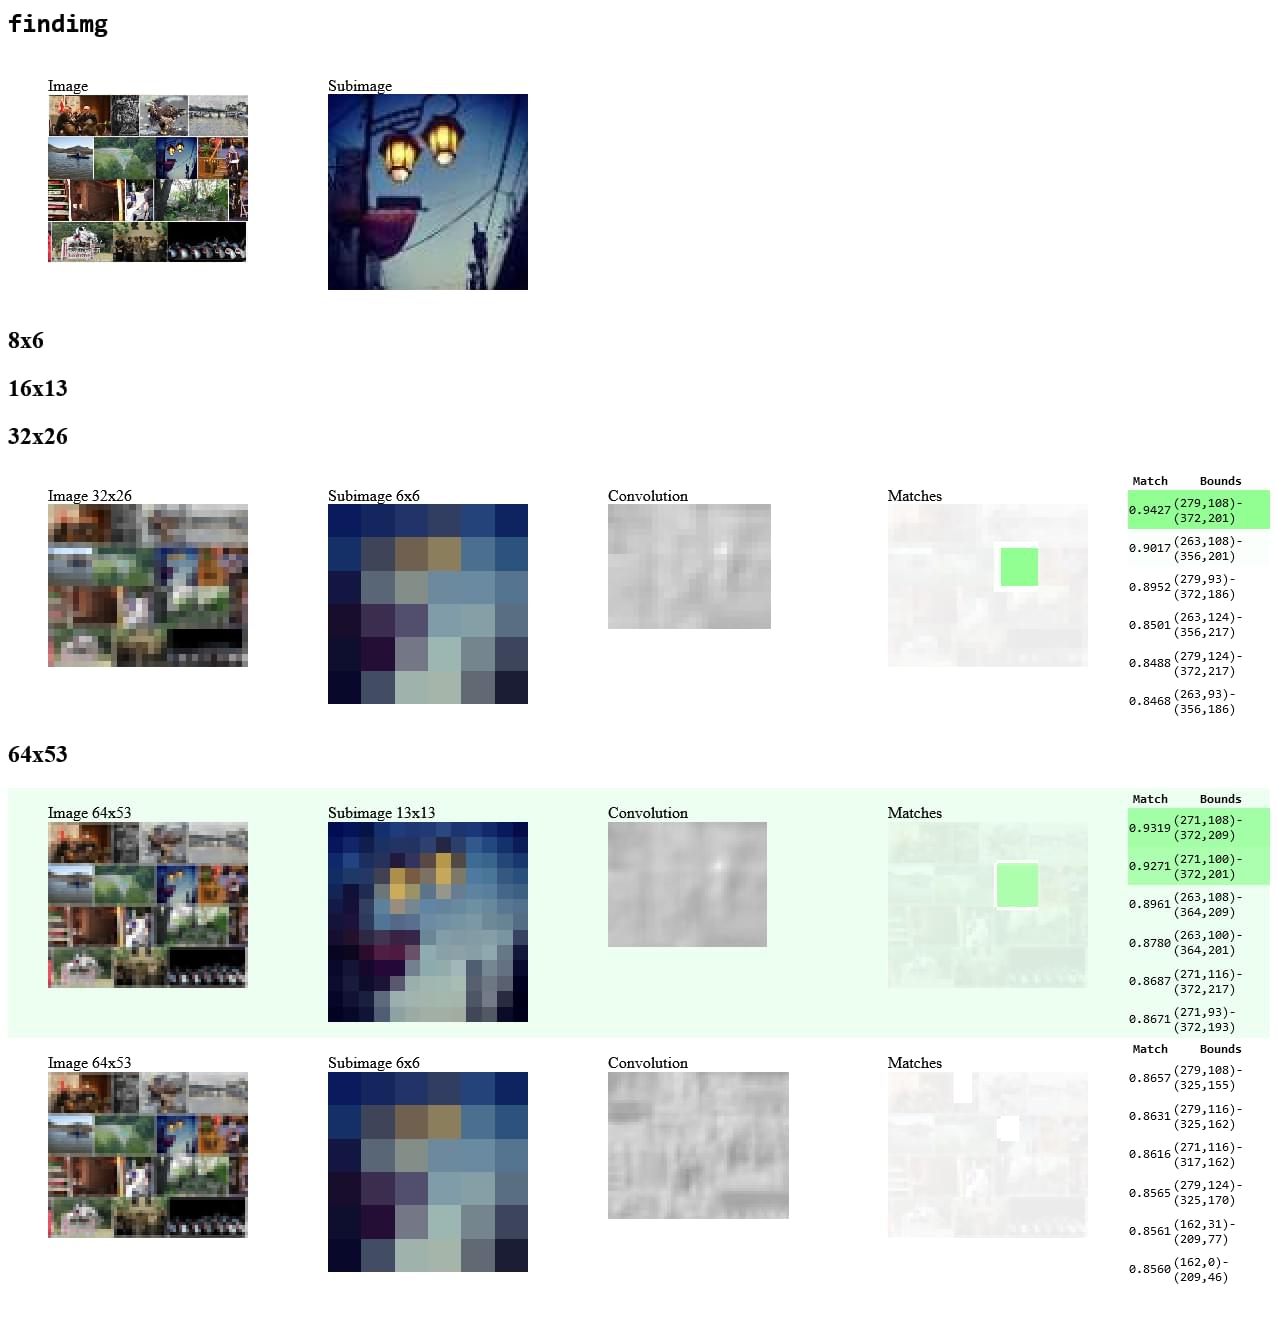 findimg
Image
Subimage
8x6
16x13
32x26
Image 32x26
Subimage 6x6
Convolution
Matches
Match Bounds
0.9427 (279,108)-
(372,201)
0.9017 (263,108)-
(356,201)
0.8952 (279,93)-
(372,186)
0.8501 (263,124)-
(356,217)
0.8488 (279,124)-
(372,217)
0.8468 (263,93)-
(356,186)
64x53
Image 64x53
Subimage 13x13
Convolution
Matches
Match Bounds
0.9319 (271,108)-
(372,209)
0.9271 (271,100)-
(372,201)
0.8961 (263,108)-
(364,209)
0.8780 (263,100)-
(364,201)
0.8687 (271,116)-
(372,217)
0.8671 (271,93)-
(372,193)
Image 64x53
Subimage 6x6
Convolution
Matches
Match Bounds
0.8657 (279,108)-
(325,155)
0.8631 (279,116)-
(325,162)
0.8616 (271,116)-
(317,162)
0.8565 (279,124)-
(325,170)
0.8561 (162,31)-
(209,77)
0.8560 (162,0)-
(209,46)